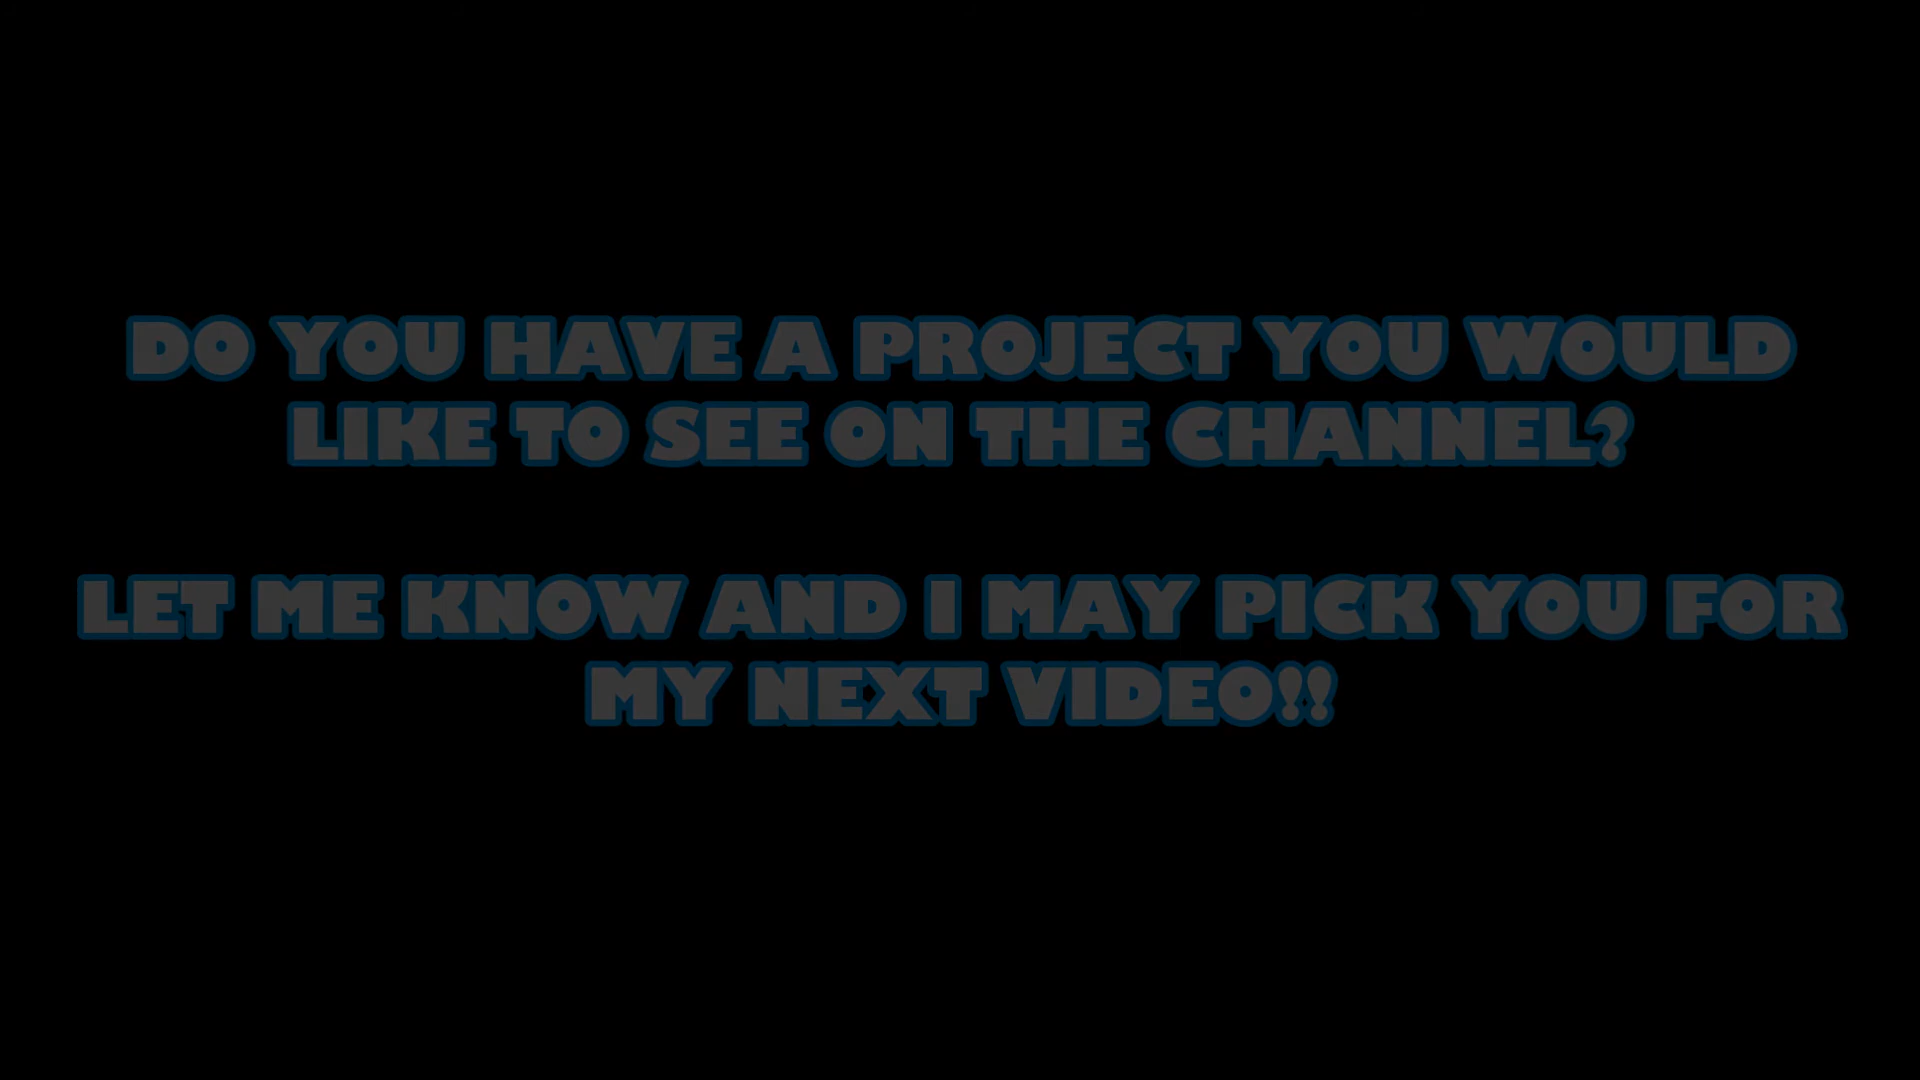 DO YOU HAVE A PROJECT YOU WOULD
LIKE TO SEE ON THE CHANNEL?
LET ME KNOW AND I MAY PICK YOU FOR
MY NEXT VIDEO!!